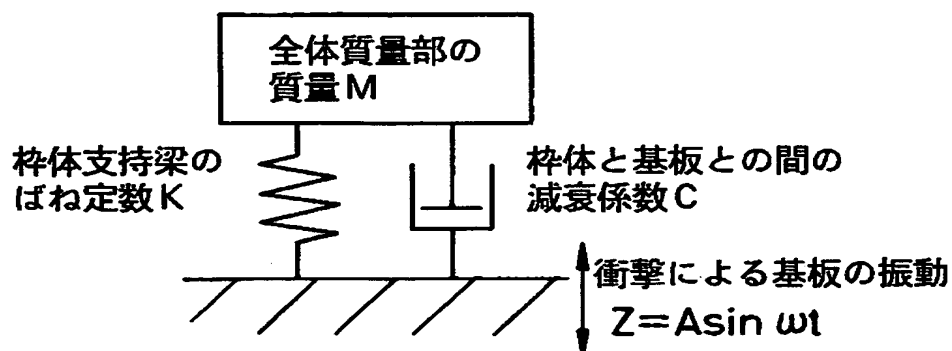 全体質量部の
質量M
枠体支持梁の
ばね定数K
枠体と基板との間の
減衰係数C
衝撃による基板の振動
Z=Asin ωt